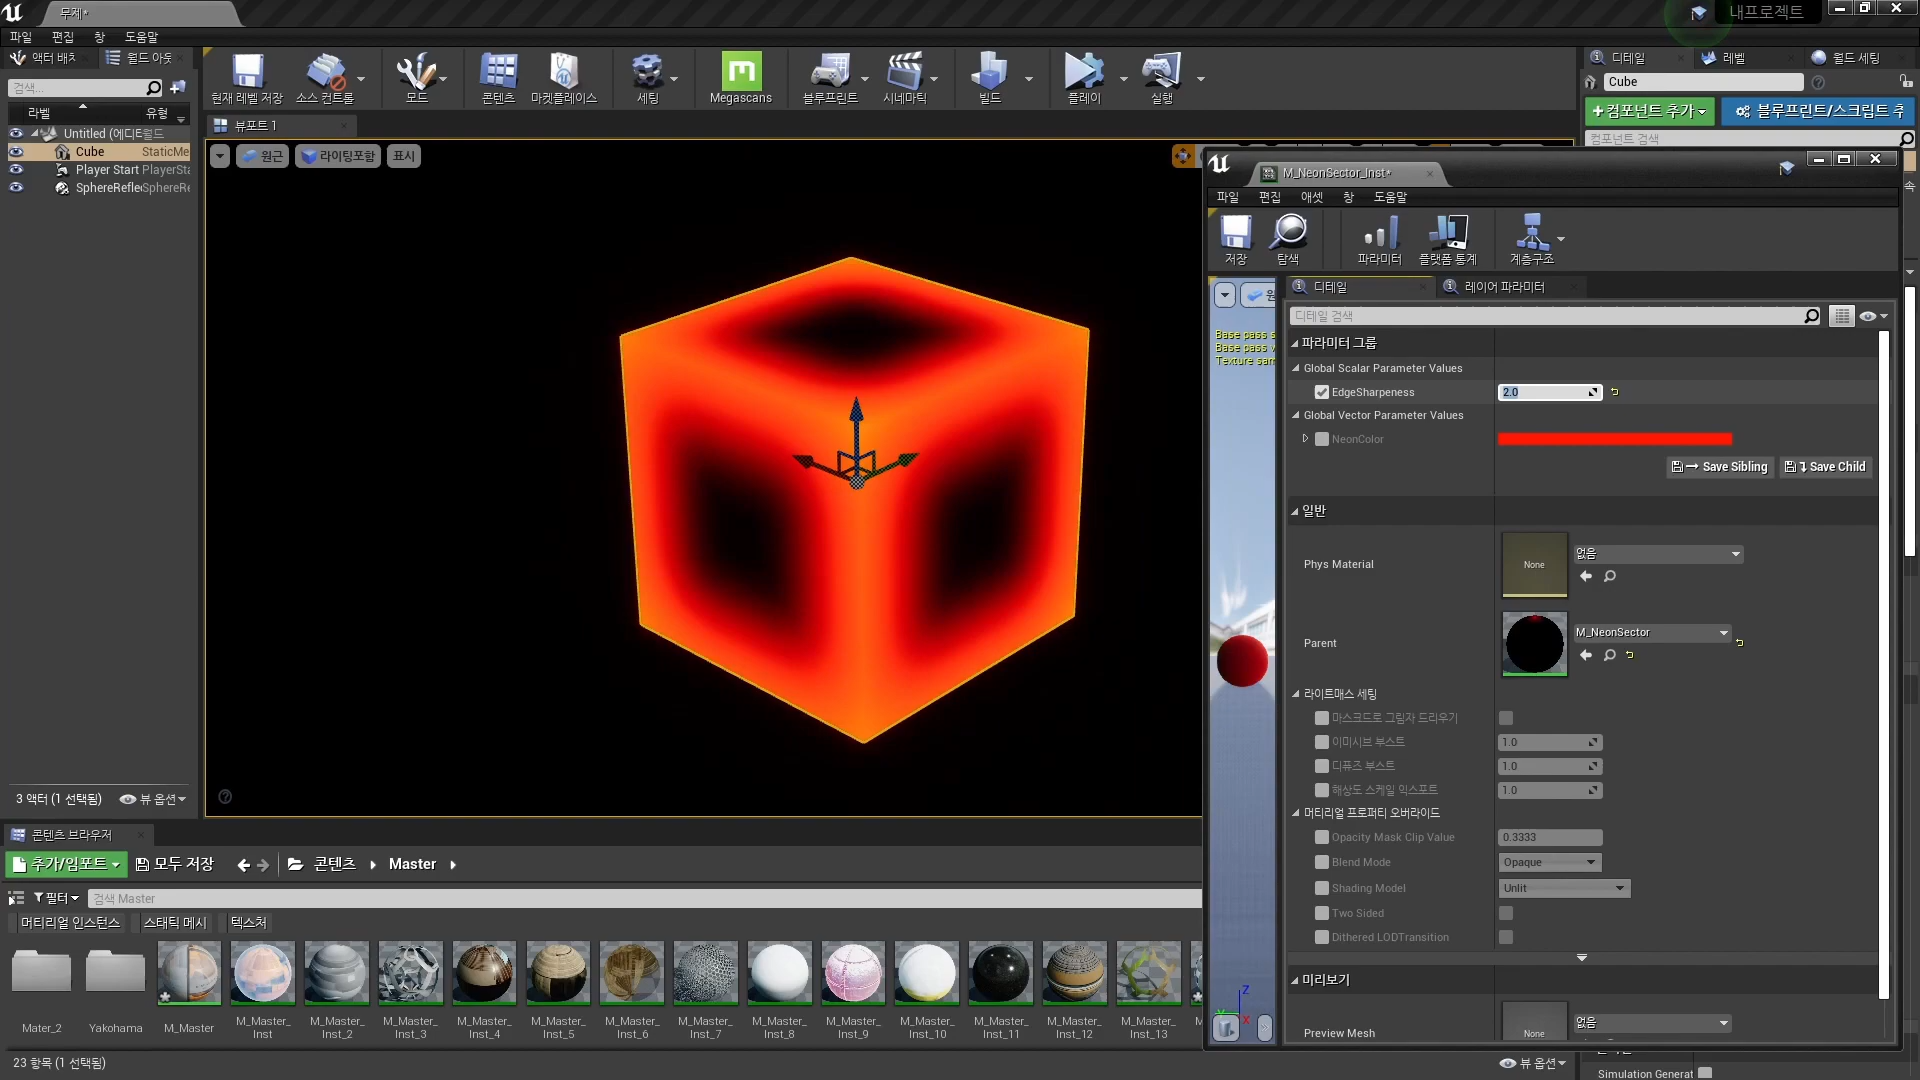 무제*
내프로젝트
파일 편집 창 도움말
액터 배치
월드 아웃
검색...
라벨 유형
Untitled (에디터 월드
Cube StaticMe
Player Start PlayerSta
SphereReflec SphereRe
3 액터 (1 선택됨) 뷰 옵션
현재 레벨 저장
소스 컨트롤
모드
콘텐츠
마켓플레이스
세팅
Megascans
블루프린트
시네마틱
빌드
플레이
실행
뷰포트 1
원근
라이팅포함
표시
디테일
레벨
월드 세팅
Cube
+컴포넌트 추가
블루프린트/스크립트 추
컴포넌트 검색
M_NeonSector_Inst*
파일 편집 애셋 창 도움말
저장
탐색
파라미터
플랫폼 통계
계층구조
원
Base pass s
Base pass v
Texture sam
디테일
레이어 파라미터
디테일 검색
파라미터 그룹
Global Scalar Parameter Values
EdgeSharpeness 2.0
Global Vector Parameter Values
NeonColor
Save Sibling Save Child
일반
Phys Material None 없음
Parent M_NeonSector
라이트매스 세팅
마스크드로 그림자 드리우기
이미시브 부스트 1.0
디퓨즈 부스트 1.0
해상도 스케일 익스포트 1.0
머티리얼 프로퍼티 오버라이드
Opacity Mask Clip Value 0.3333
Blend Mode Opaque
Shading Model Unlit
Two Sided
Dithered LODTransition
미리보기
Preview Mesh None 없음
Z
Y
X
Simulation Generat
콘텐츠 브라우저
추가/임포트 모두 저장 콘텐츠 Master
필터 검색 Master
머티리얼 인스턴스 스태틱 메시 텍스처
Mater_2
Yakohama
M_Master
M_Master_
Inst
M_Master_
Inst_2
M_Master_
Inst_3
M_Master_
Inst_4
M_Master_
Inst_5
M_Master_
Inst_6
M_Master_
Inst_7
M_Master_
Inst_8
M_Master_
Inst_9
M_Master_
Inst_10
M_Master_
Inst_11
M_Master_
Inst_12
M_Master_
Inst_13
23 항목 (1 선택됨) 뷰 옵션